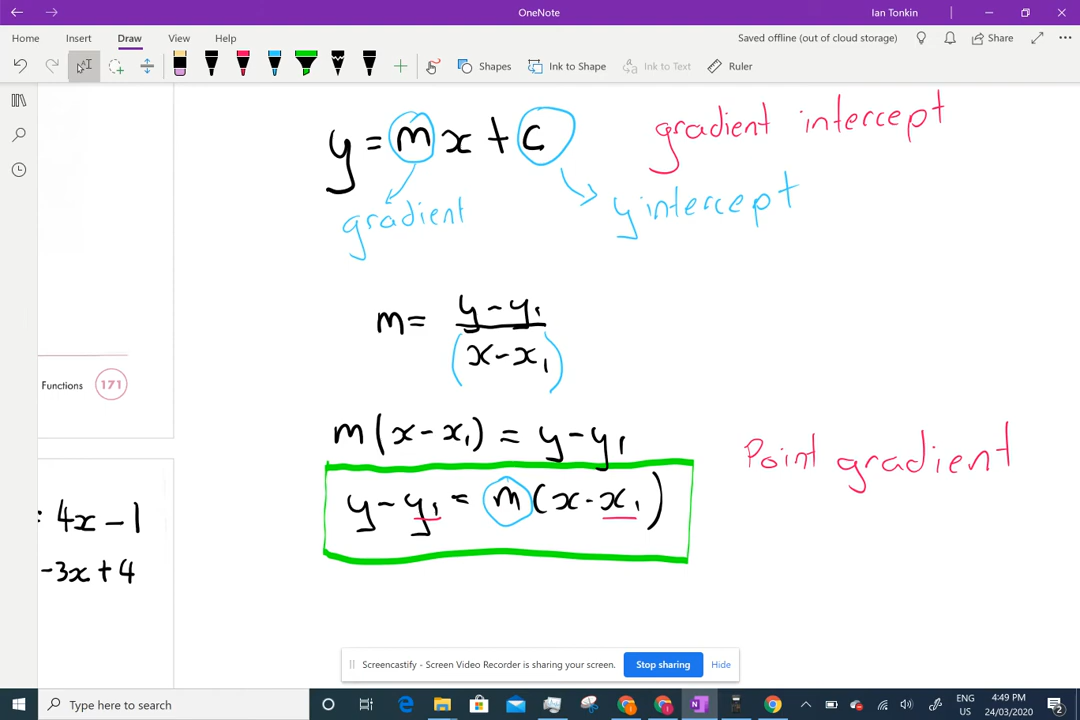 OneNote
Ian Tonkin
Home Insert Draw View Help
Saved offline (out of cloud storage) Share
Shapes Ink to Shape Ink to Text Ruler
y = mx + c gradient intercept
gradient y intercept
m = y - y₁ / x - x₁
Functions 171
m(x - x₁) = y - y₁
Point gradient
y - y₁ = m(x - x₁)
= 4x - 1
-3x + 4
Screencastify - Screen Video Recorder is sharing your screen. Stop sharing Hide
Type here to search
ENG
US
4:49 PM
24/03/2020
2